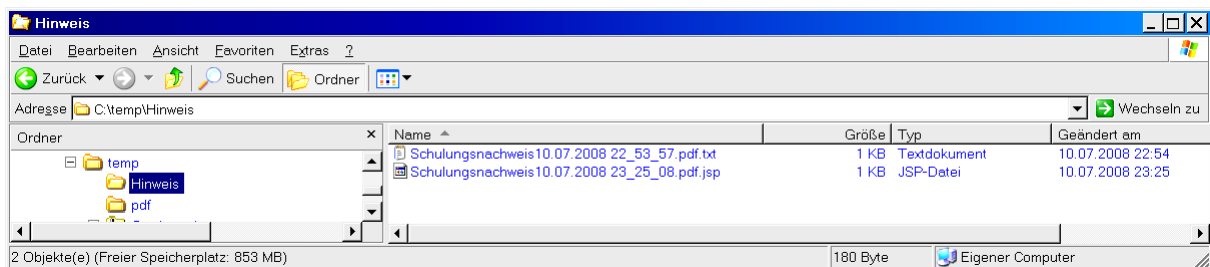 Hinweis
Datei Bearbeiten Ansicht Favoriten Extras ?
Zurück Suchen Ordner
Adresse C:\temp\Hinweis Wechseln zu
Ordner × Name Größe Typ Geändert am
temp Schulungsnachweis10.07.2008 22_53_57.pdf.txt 1 KB Textdokument 10.07.2008 22:54
Hinweis Schulungsnachweis10.07.2008 23_25_08.pdf.jsp 1 KB JSP-Datei 10.07.2008 23:25
pdf
2 Objekte(e) (Freier Speicherplatz: 853 MB) 180 Byte Eigener Computer